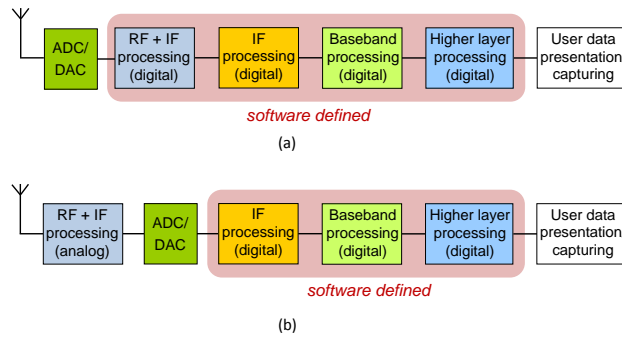 ADC/
DAC
RF + IF
processing
(digital)
IF
processing
(digital)
Baseband
processing
(digital)
Higher layer
processing
(digital)
User data
presentation
capturing
software defined
(a)
RF + IF
processing
(analog)
ADC/
DAC
IF
processing
(digital)
Baseband
processing
(digital)
Higher layer
processing
(digital)
User data
presentation
capturing
software defined
(b)